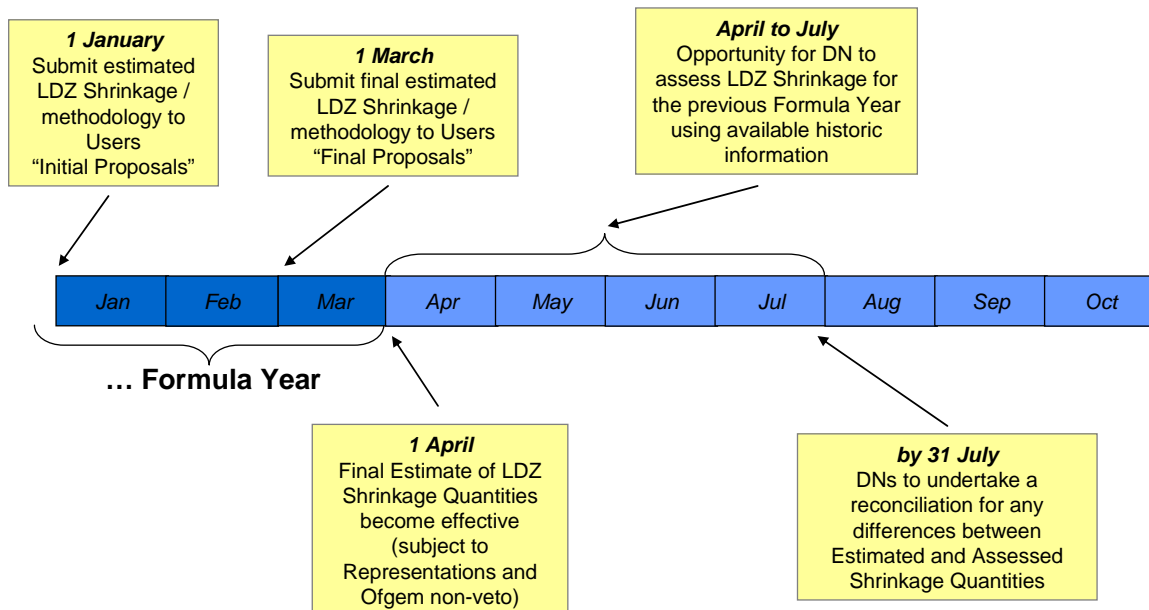 1 January
Submit estimated
LDZ Shrinkage /
methodology to
Users
“Initial Proposals”
1 March
Submit final estimated
LDZ Shrinkage /
methodology to Users
“Final Proposals”
April to July
Opportunity for DN to
assess LDZ Shrinkage for
the previous Formula Year
using available historic
information
Jan Feb Mar Apr May Jun Jul Aug Sep Oct
… Formula Year
1 April
Final Estimate of LDZ
Shrinkage Quantities
become effective
(subject to
Representations and
Ofgem non-veto)
by 31 July
DNs to undertake a
reconciliation for any
differences between
Estimated and Assessed
Shrinkage Quantities